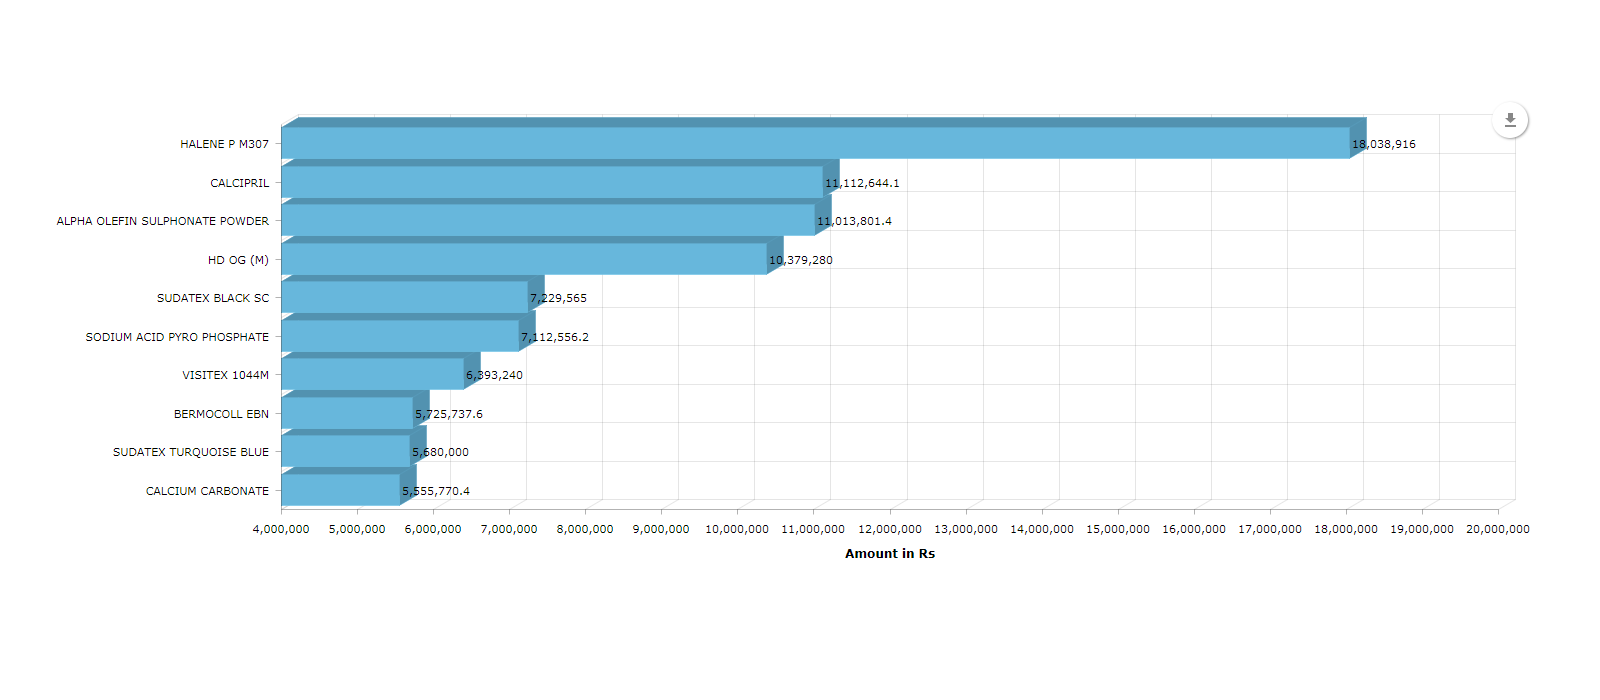 HALENE P M307 18,038,916
CALCIPRIL 11,112,644.1
ALPHA OLEFIN SULPHONATE POWDER 11,013,801.4
HD OG (M) 10,379,280
SUDATEX BLACK SC 7,229,565
SODIUM ACID PYRO PHOSPHATE 7,112,556.2
VISITEX 1044M 6,393,240
BERMOCOLL EBN 5,725,737.6
SUDATEX TURQUOISE BLUE 5,680,000
CALCIUM CARBONATE 5,555,770.4
4,000,000 5,000,000 6,000,000 7,000,000 8,000,000 9,000,000 10,000,000 11,000,000 12,000,000 13,000,000 14,000,000 15,000,000 16,000,000 17,000,000 18,000,000 19,000,000 20,000,000
Amount in Rs